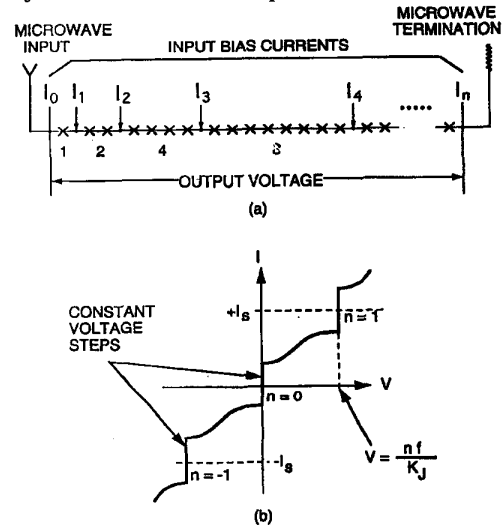 MICROWAVE
INPUT
INPUT BIAS CURRENTS
MICROWAVE
TERMINATION
I0 I1 I2 I3 I4 ..... In
1 2 4 8
OUTPUT VOLTAGE
(a)
I
CONSTANT
VOLTAGE
STEPS
+Is
n = 1
V
n = 0
n = -1
-Is
V = n f / KJ
(b)